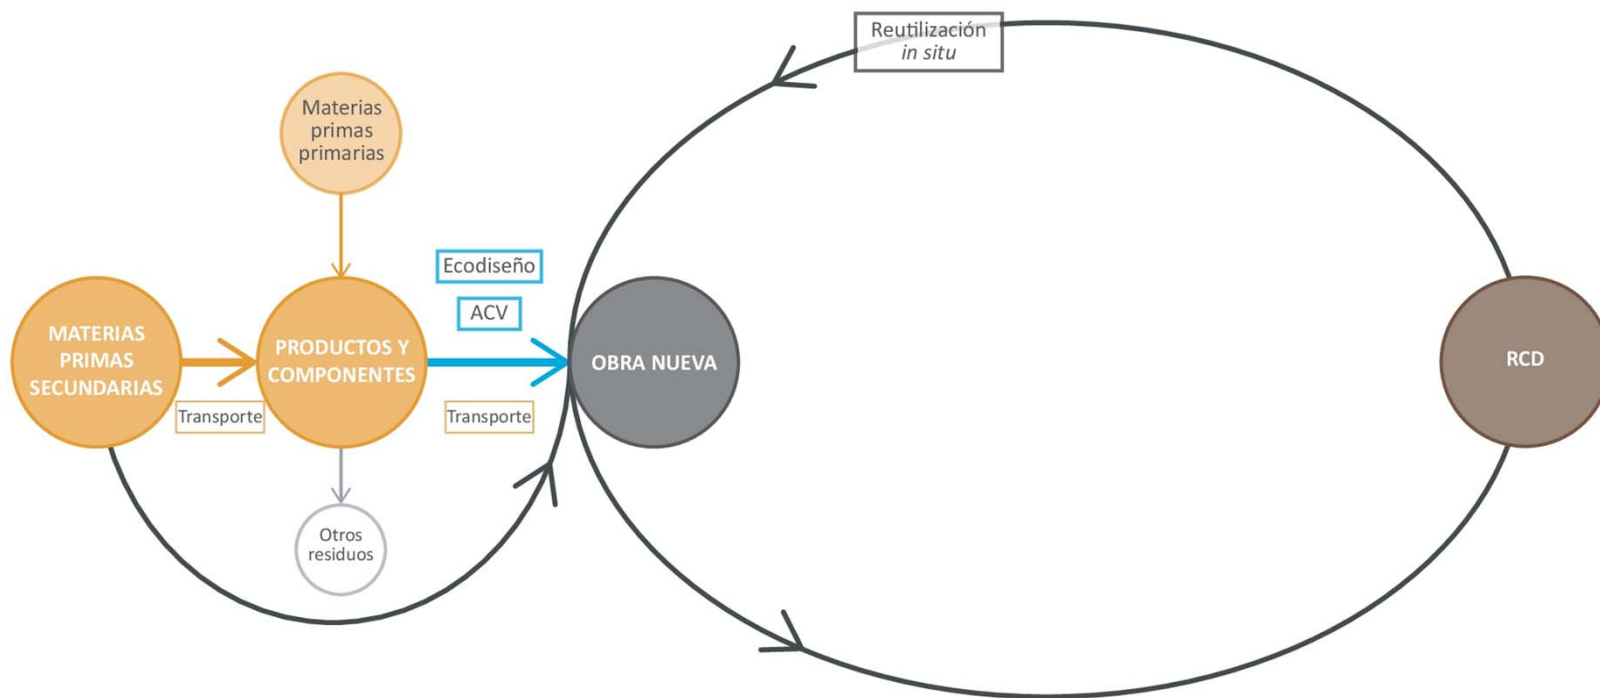 Reutilización
in situ
Materias
primas
primarias
Ecodiseño
ACV
MATERIAS
PRIMAS
SECUNDARIAS
PRODUCTOS Y
COMPONENTES
OBRA NUEVA
RCD
Transporte
Transporte
Otros
residuos